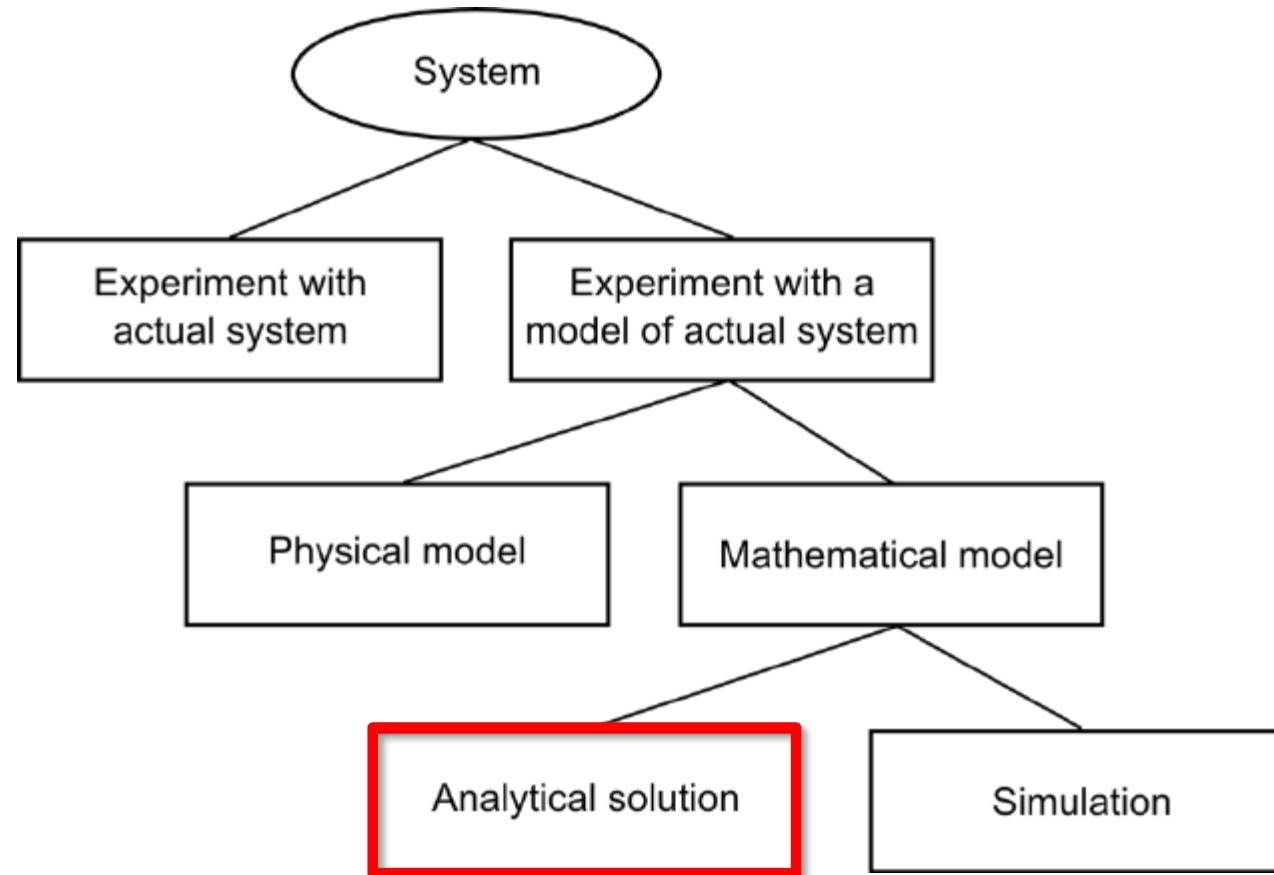 System
Experiment with
actual system
Experiment with a
model of actual system
Physical model
Mathematical model
Analytical solution
Simulation